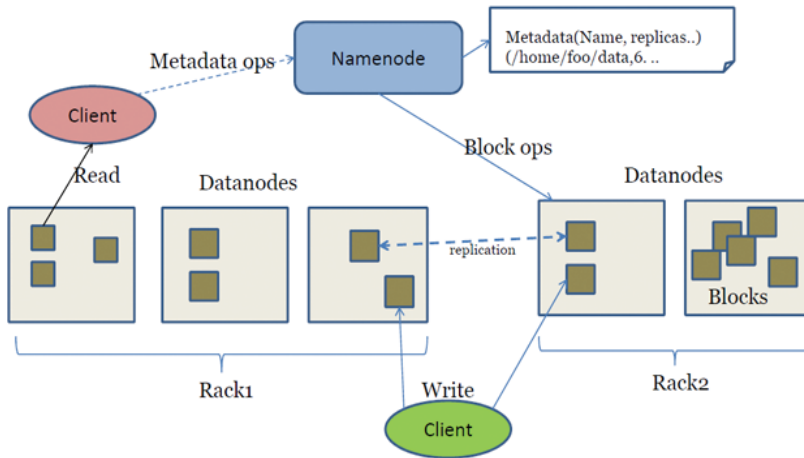 Metadata(Name, replicas..)
(/home/foo/data,6. ..
Namenode
Metadata ops
Client
Block ops
Read
Datanodes
Datanodes
replication
Blocks
Rack1
Write
Rack2
Client